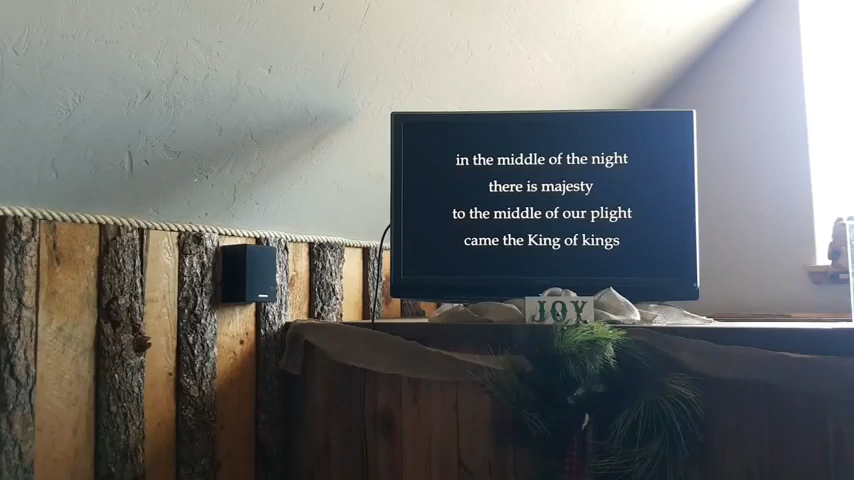 in the middle of the night
there is majesty
to the middle of our plight
came the King of kings
JOY